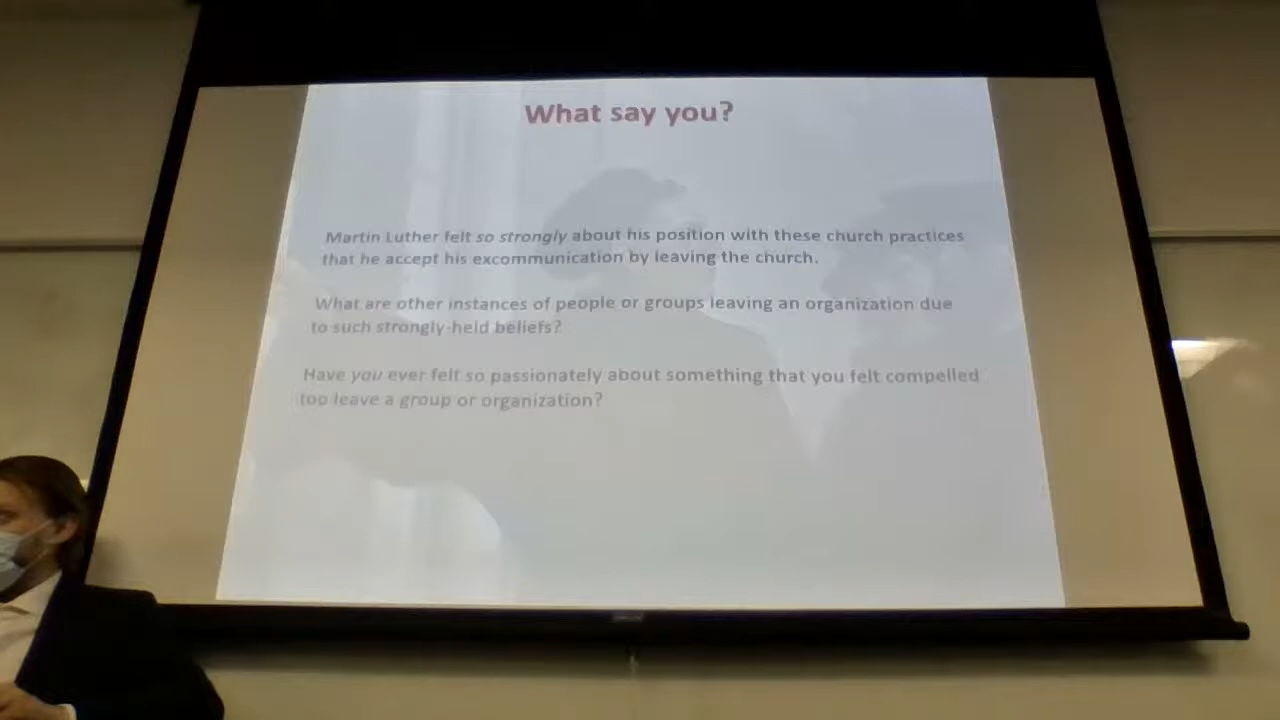 What say you?
Martin Luther felt so strongly about his position with these church practices
that he accept his excommunication by leaving the church.
What are other instances of people or groups leaving an organization due
to such strongly-held beliefs?
Have you ever felt so passionately about something that you felt compelled
too leave a group or organization?